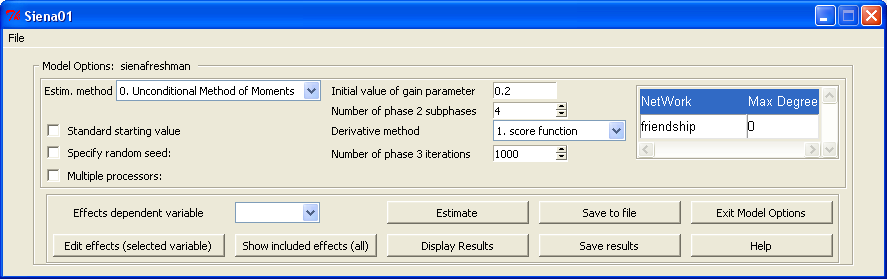 Siena01
File
Model Options: sienafreshman
Estim. method 0. Unconditional Method of Moments Initial value of gain parameter 0.2
NetWork Max Degree
Number of phase 2 subphases 4
friendship 0
Standard starting value Derivative method 1. score function
Specify random seed: Number of phase 3 iterations 1000
Multiple processors:
Effects dependent variable Estimate Save to file Exit Model Options
Edit effects (selected variable) Show included effects (all) Display Results Save results Help